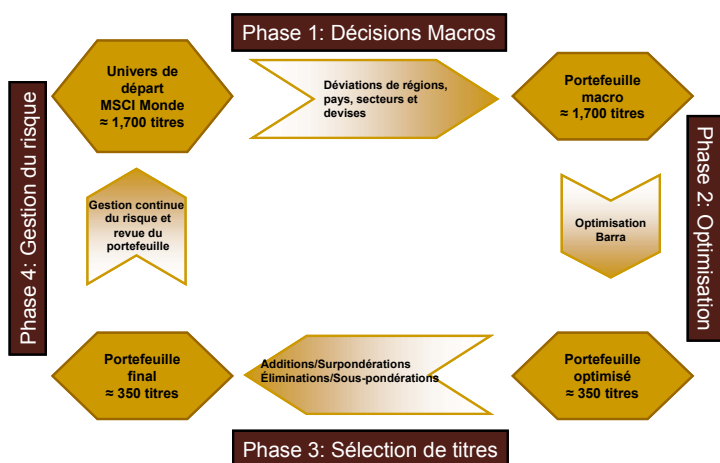 Phase 1: Décisions Macros
Univers de
départ
MSCI Monde
≈ 1,700 titres
Déviations de régions,
pays, secteurs et
devises
Portefeuille
macro
≈ 1,700 titres
Phase 2: Optimisation
Optimisation
Barra
Portefeuille
optimisé
≈ 350 titres
Phase 3: Sélection de titres
Additions/Surpondérations
Éliminations/Sous-pondérations
Portefeuille
final
≈ 350 titres
Phase 4: Gestion du risque
Gestion continue
du risque et
revue du
portefeuille